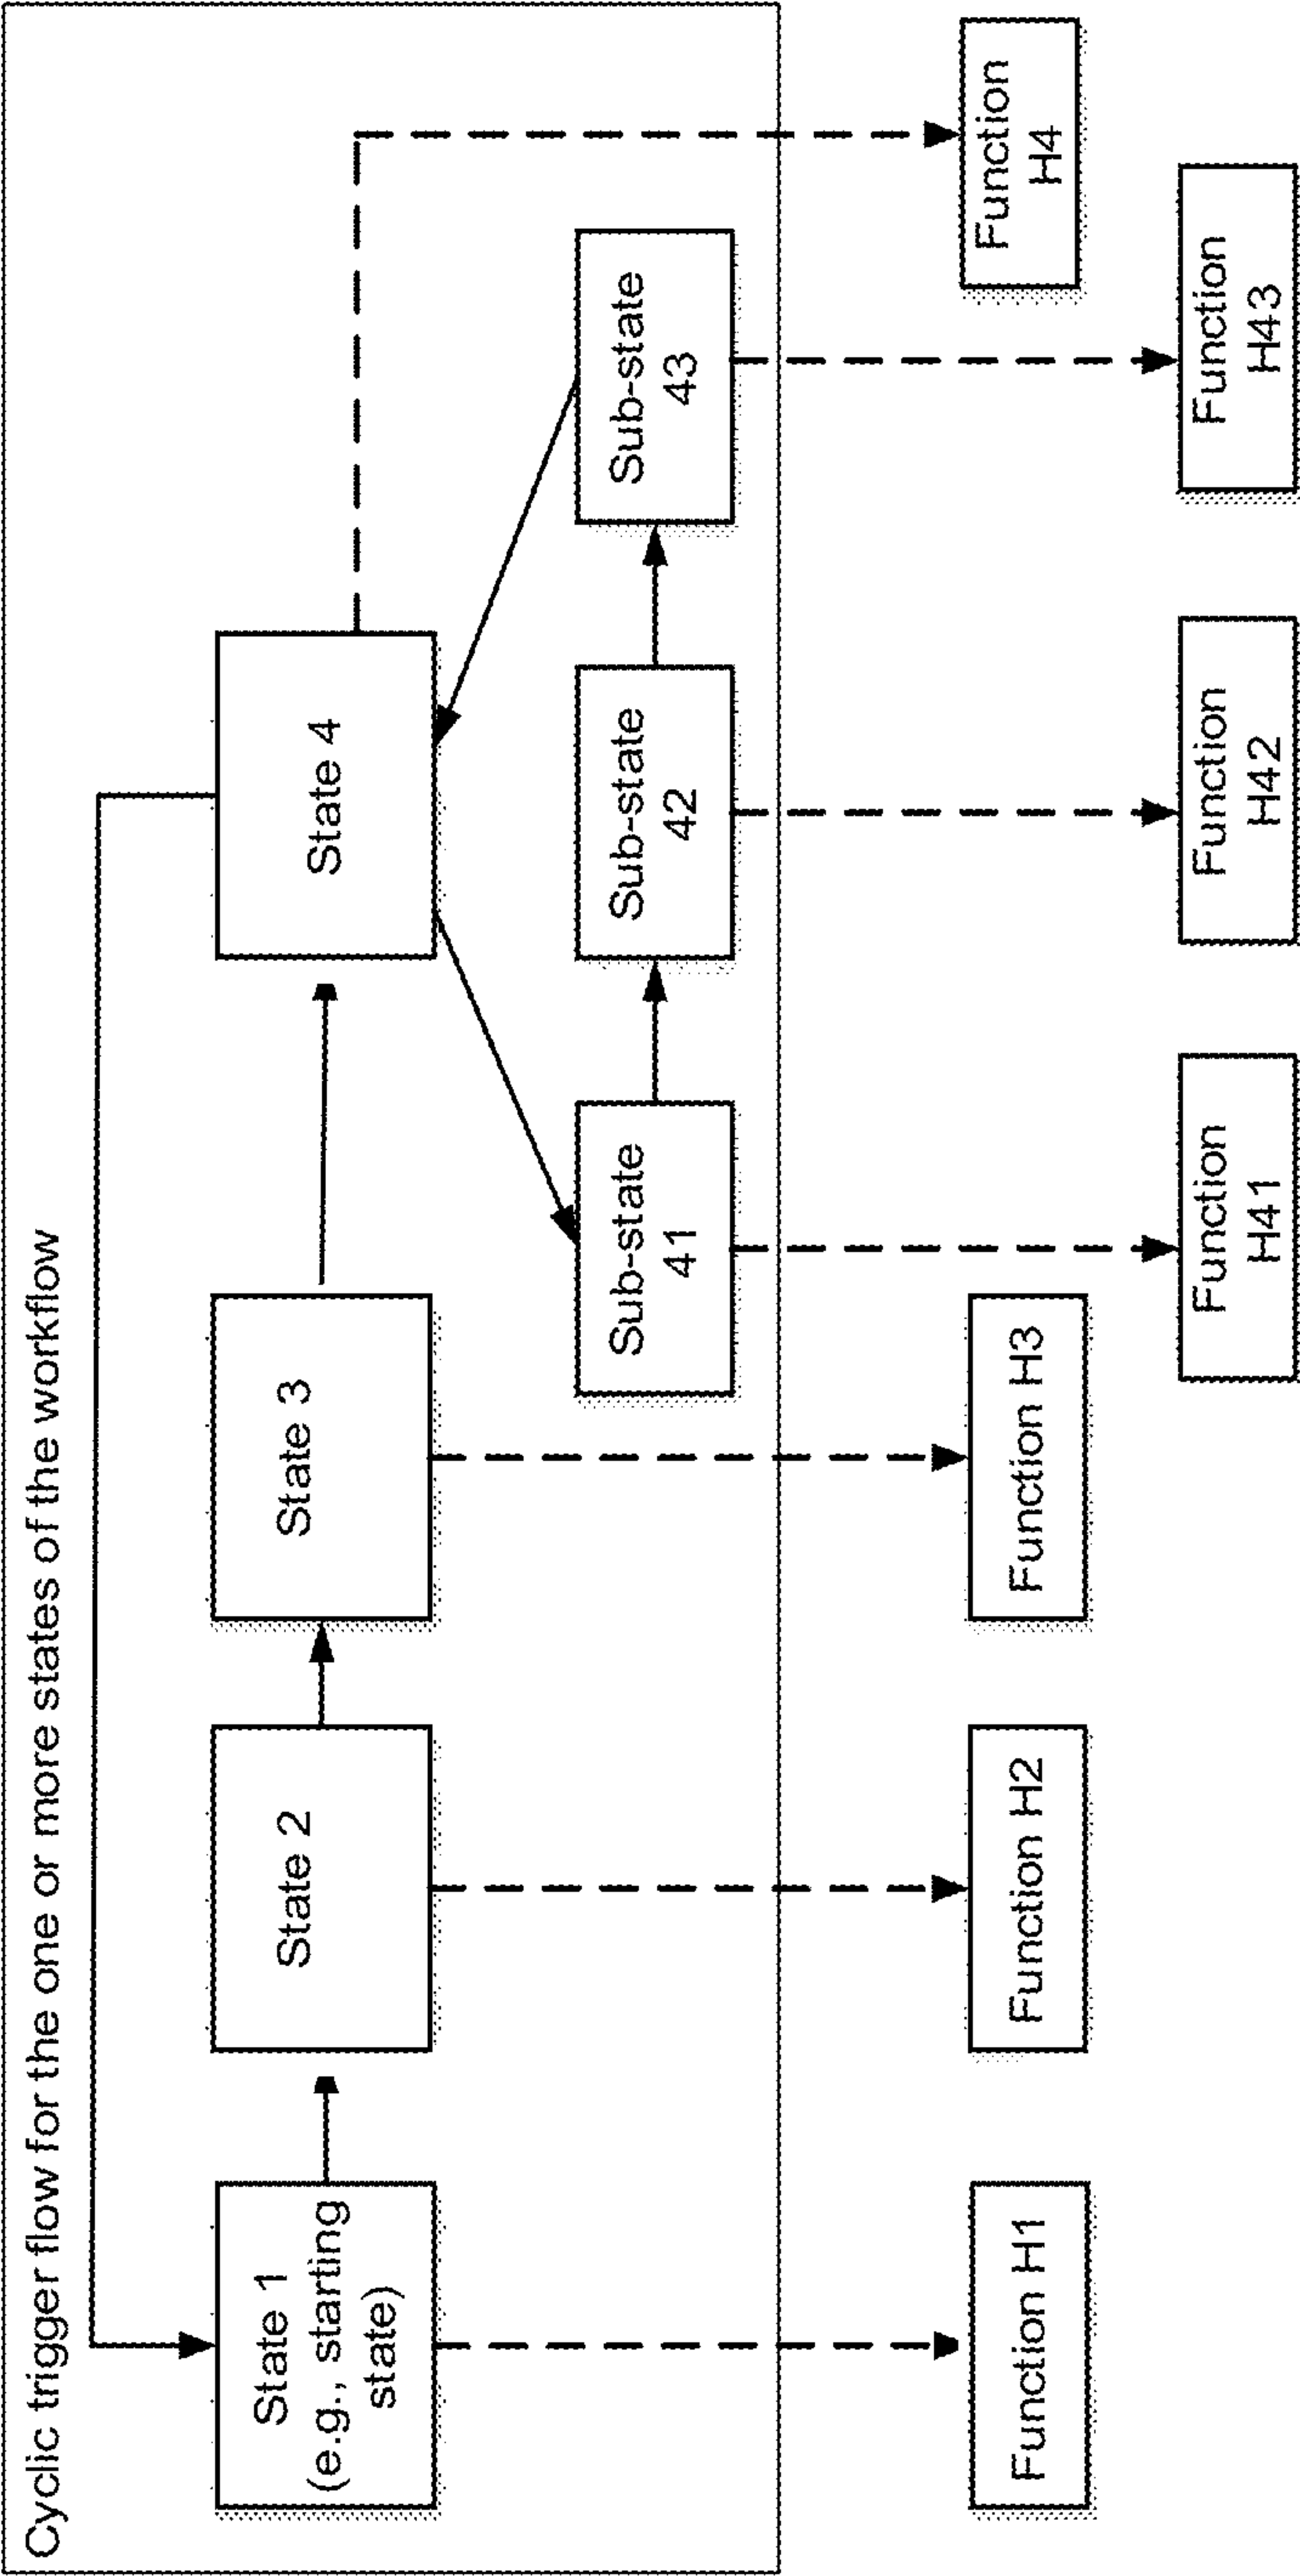 Cyclic trigger flow for the one or more states of the workflow
State 1
(e.g., starting
state)
State 2
State 3
State 4
Sub-state
41
Sub-state
42
Sub-state
43
Function H1
Function H2
Function H3
Function
H4
Function
H41
Function
H42
Function
H43